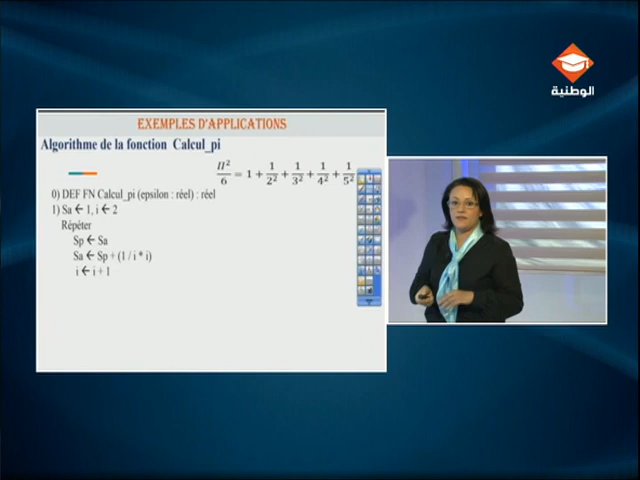 الوطنية
EXEMPLES D'APPLICATIONS
Algorithme de la fonction Calcul_pi
Π²/6 = 1 + 1/2² + 1/3² + 1/4² + 1/5²
0) DEF FN Calcul_pi (epsilon : réel) : réel
1) Sa ← 1, i ← 2
Répéter
Sp ← Sa
Sa ← Sp + (1 / i * i)
i ← i + 1